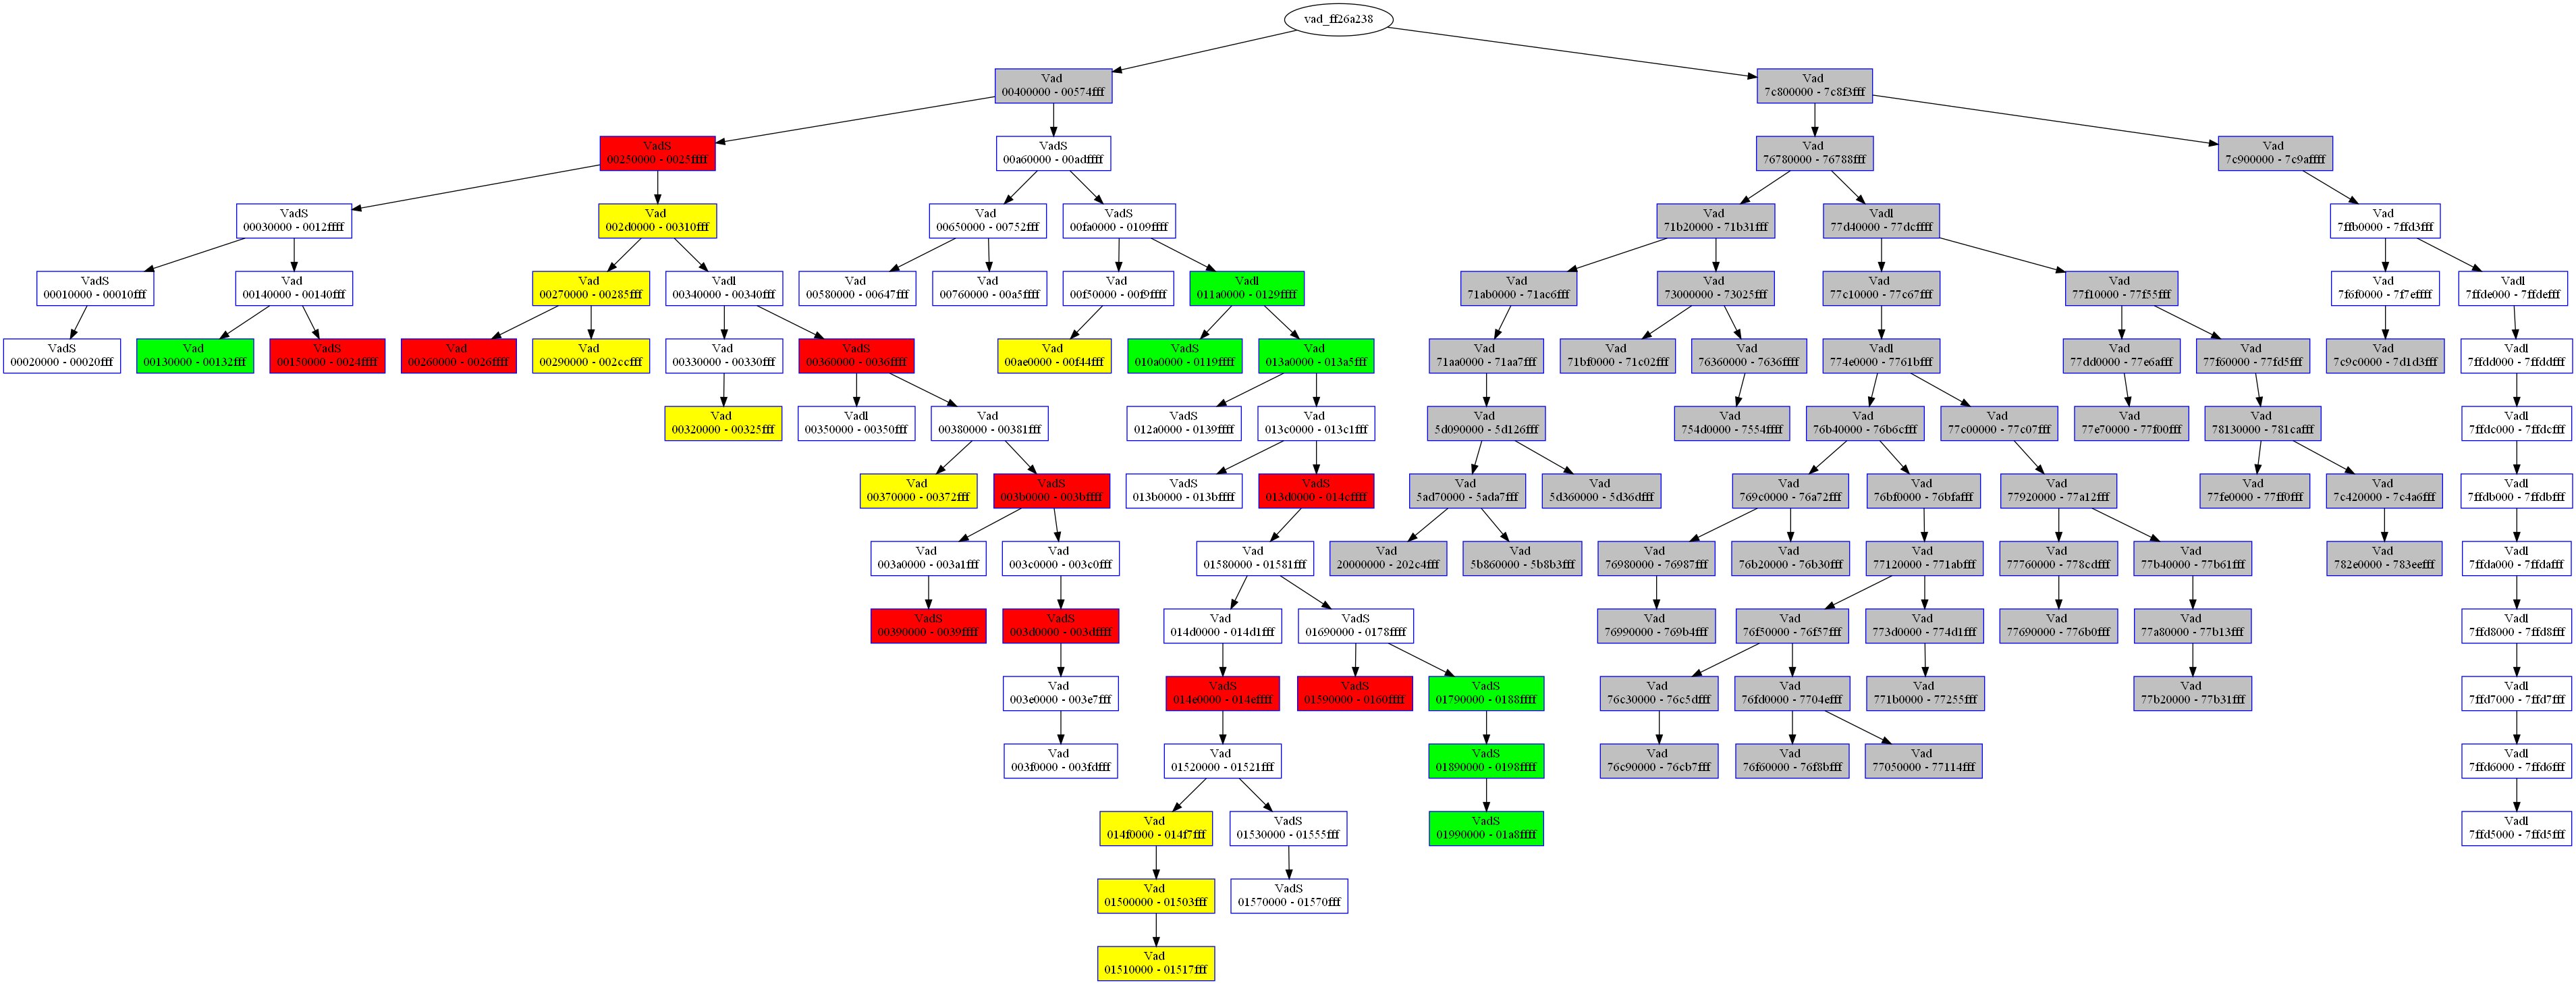 vad_ff26a238
Vad
00400000 - 00574fff
Vad
7c800000 - 7c8f3fff
VadS
00250000 - 0025ffff
VadS
00a60000 - 00adffff
Vad
76780000 - 76788fff
Vad
7c900000 - 7c9affff
VadS
00030000 - 0012ffff
Vad
002d0000 - 00310fff
Vad
00650000 - 00752fff
VadS
00fa0000 - 0109ffff
Vad
71b20000 - 71b31fff
Vadl
77d40000 - 77dcffff
Vad
7ffb0000 - 7ffd3fff
VadS
00010000 - 00010fff
Vad
00140000 - 00140fff
Vad
00270000 - 00285fff
Vadl
00340000 - 00340fff
Vad
00580000 - 00647fff
Vad
00760000 - 00a5ffff
Vad
00f50000 - 00f9ffff
Vadl
011a0000 - 0129ffff
Vad
71ab0000 - 71ac6fff
Vad
73000000 - 73025fff
Vad
77c10000 - 77c67fff
Vad
77f10000 - 77f55fff
Vad
7f6f0000 - 7f7effff
Vadl
7ffde000 - 7ffdefff
VadS
00020000 - 00020fff
Vad
00130000 - 00132fff
VadS
00150000 - 0024ffff
Vad
00260000 - 0026ffff
Vad
00290000 - 002ccfff
Vad
00330000 - 00330fff
VadS
00360000 - 0036ffff
Vad
00ae0000 - 00f44fff
VadS
010a0000 - 0119ffff
Vad
013a0000 - 013a5fff
Vad
71aa0000 - 71aa7fff
Vad
71bf0000 - 71c02fff
Vad
76360000 - 7636ffff
Vadl
774e0000 - 7761bfff
Vad
77dd0000 - 77e6afff
Vad
77f60000 - 77fd5fff
Vad
7c9c0000 - 7d1d3fff
Vadl
7ffdd000 - 7ffddfff
Vad
00320000 - 00325fff
Vadl
00350000 - 00350fff
Vad
00380000 - 00381fff
VadS
012a0000 - 0139ffff
Vad
013c0000 - 013c1fff
Vad
5d090000 - 5d126fff
Vad
754d0000 - 7554ffff
Vad
76b40000 - 76b6cfff
Vad
77c00000 - 77c07fff
Vad
77e70000 - 77f00fff
Vad
78130000 - 781cafff
Vadl
7ffdc000 - 7ffdcfff
Vad
00370000 - 00372fff
VadS
003b0000 - 003bffff
VadS
013b0000 - 013bffff
VadS
013d0000 - 014cffff
Vad
5ad70000 - 5ada7fff
Vad
5d360000 - 5d36dfff
Vad
769c0000 - 76a72fff
Vad
76bf0000 - 76bfafff
Vad
77920000 - 77a12fff
Vad
77fe0000 - 77ff0fff
Vad
7c420000 - 7c4a6fff
Vadl
7ffdb000 - 7ffdbfff
Vad
003a0000 - 003a1fff
Vad
003c0000 - 003c0fff
Vad
01580000 - 01581fff
Vad
20000000 - 202c4fff
Vad
5b860000 - 5b8b3fff
Vad
76980000 - 76987fff
Vad
76b20000 - 76b30fff
Vad
77120000 - 771abfff
Vad
77760000 - 778cdfff
Vad
77b40000 - 77b61fff
Vad
782e0000 - 783eefff
Vadl
7ffda000 - 7ffdafff
VadS
00390000 - 0039ffff
VadS
003d0000 - 003dffff
Vad
014d0000 - 014d1fff
VadS
01690000 - 0178ffff
Vad
76990000 - 769b4fff
Vad
76f50000 - 76f57fff
Vad
773d0000 - 774d1fff
Vad
77690000 - 776b0fff
Vad
77a80000 - 77b13fff
Vadl
7ffd8000 - 7ffd8fff
Vad
003e0000 - 003e7fff
VadS
014e0000 - 014effff
VadS
01590000 - 0160ffff
VadS
01790000 - 0188ffff
Vad
76c30000 - 76c5dfff
Vad
76fd0000 - 7704efff
Vad
771b0000 - 77255fff
Vad
77b20000 - 77b31fff
Vadl
7ffd7000 - 7ffd7fff
Vad
003f0000 - 003fdfff
Vad
01520000 - 01521fff
VadS
01890000 - 0198ffff
Vad
76c90000 - 76cb7fff
Vad
76f60000 - 76f8bfff
Vad
77050000 - 77114fff
Vadl
7ffd6000 - 7ffd6fff
Vad
014f0000 - 014f7fff
VadS
01530000 - 01555fff
VadS
01990000 - 01a8ffff
Vadl
7ffd5000 - 7ffd5fff
Vad
01500000 - 01503fff
VadS
01570000 - 01570fff
Vad
01510000 - 01517fff